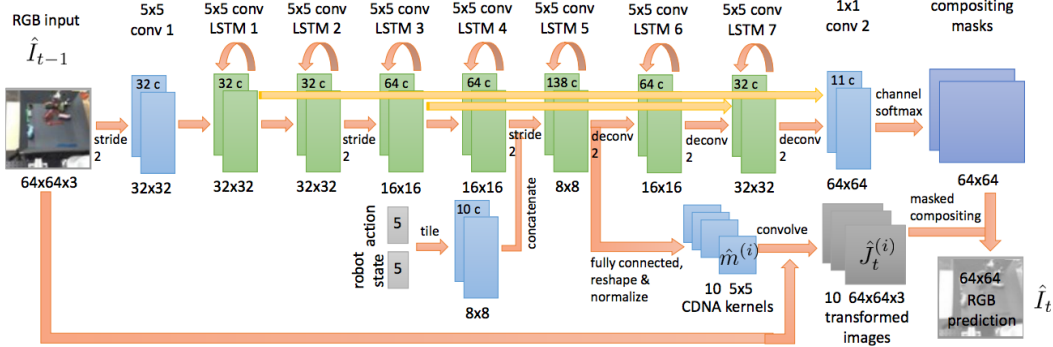 RGB input
5x5
conv 1
5x5 conv
LSTM 1
5x5 conv
LSTM 2
5x5 conv
LSTM 3
5x5 conv
LSTM 4
5x5 conv
LSTM 5
5x5 conv
LSTM 6
5x5 conv
LSTM 7
1x1
conv 2
compositing
masks
Î_{t−1}
32 c
32 c
32 c
64 c
64 c
138 c
64 c
32 c
11 c
stride
2
stride
2
stride
2
deconv
2
deconv
2
deconv
2
channel
softmax
64x64x3
32x32
32x32
32x32
16x16
16x16
8x8
16x16
32x32
64x64
64x64
action
5
robot
state
5
tile
10 c
8x8
concatenate
fully connected,
reshape &
normalize
m̂^{(i)}
10 5x5
CDNA kernels
convolve
Ĵ_t^{(i)}
10 64x64x3
transformed
images
masked
compositing
64x64
RGB
prediction
Î_t